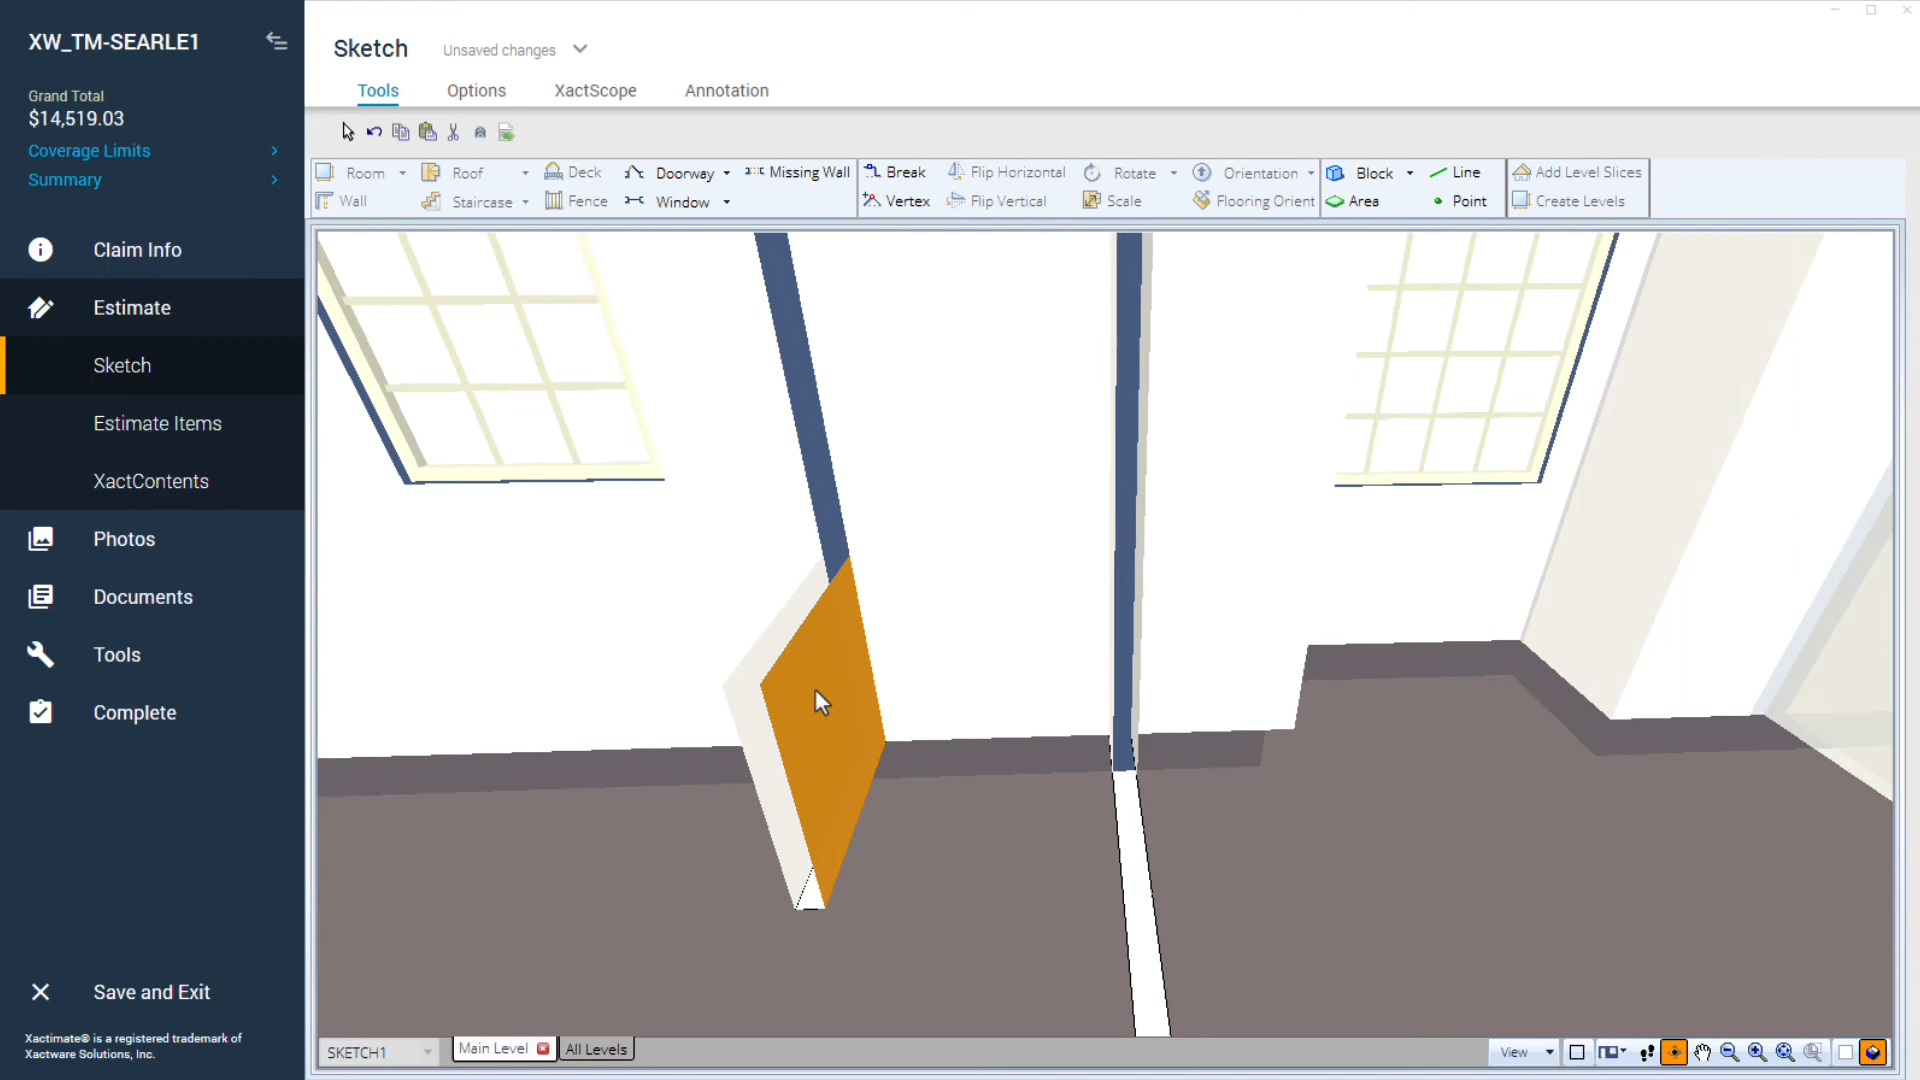 XW_TM-SEARLE1
Grand Total
$14,519.03
Coverage Limits
Summary
Claim Info
Estimate
Sketch
Estimate Items
XactContents
Photos
Documents
Tools
Complete
Save and Exit
Xactimate® is a registered trademark of
Xactware Solutions, Inc.
Sketch Unsaved changes
Tools Options XactScope Annotation
Room Roof Deck Doorway Missing Wall Break Flip Horizontal Rotate Orientation Block Line Add Level Slices
Wall Staircase Fence Window Vertex Flip Vertical Scale Flooring Orient Area Point Create Levels
SKETCH1 Main Level All Levels View